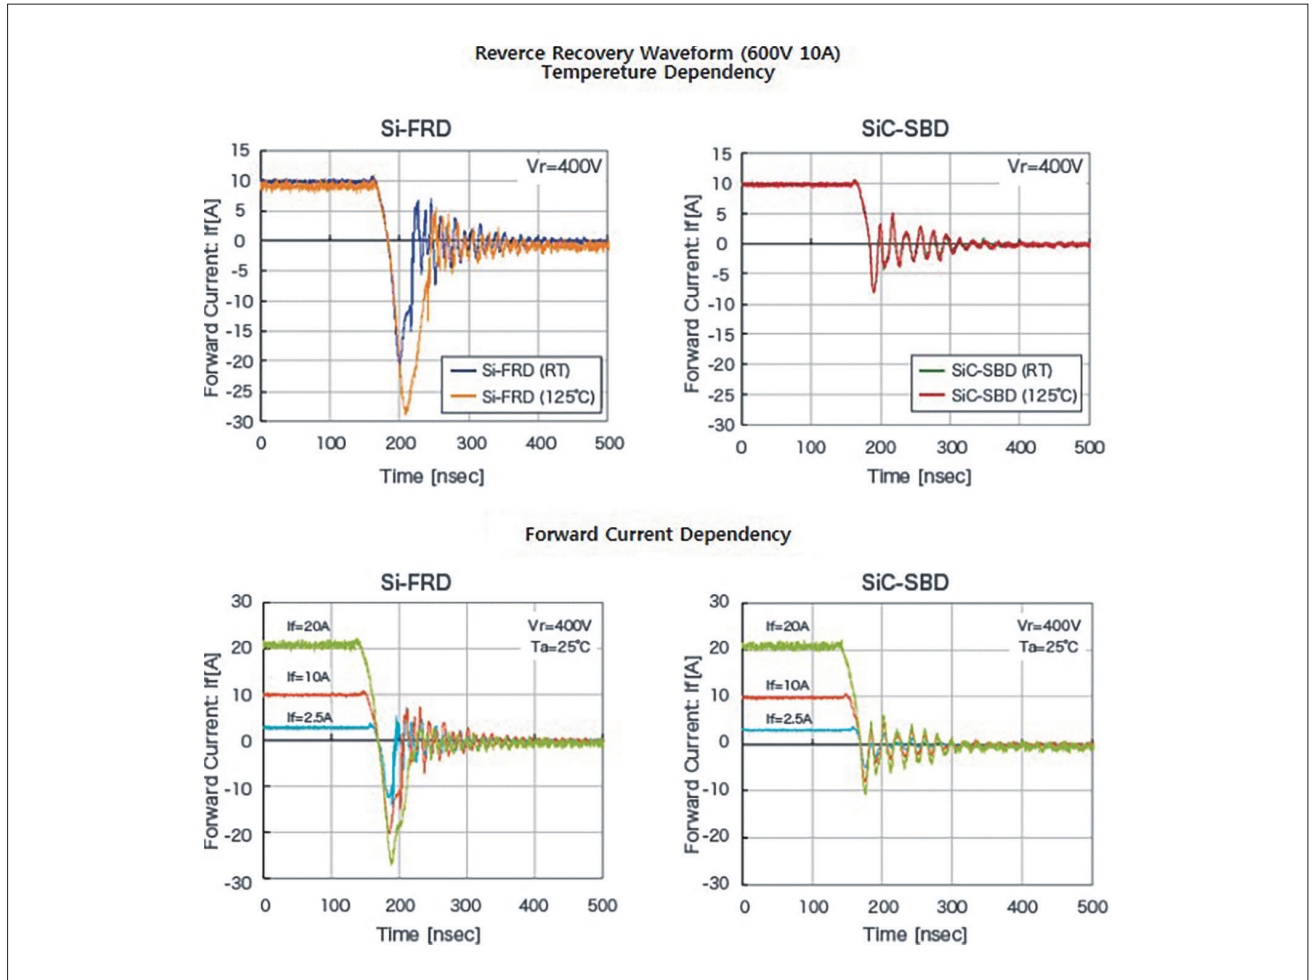 Reverce Recovery Waveform (600V 10A)
Tempereture Dependency
Si-FRD
Vr=400V
Forward Current: If[A]
15
10
5
0
-5
-10
-15
-20
-25
-30
Si-FRD (RT)
Si-FRD (125°C)
0 100 200 300 400 500
Time [nsec]
SiC-SBD
Vr=400V
Forward Current: If[A]
15
10
5
0
-5
-10
-15
-20
-25
-30
SiC-SBD (RT)
SiC-SBD (125°C)
0 100 200 300 400 500
Time [nsec]
Forward Current Dependency
Si-FRD
Vr=400V
Ta=25°C
Forward Current: If[A]
30
20
10
0
-10
-20
-30
If=20A
If=10A
If=2.5A
0 100 200 300 400 500
Time [nsec]
SiC-SBD
Vr=400V
Ta=25°C
Forward Current: If[A]
30
20
10
0
-10
-20
-30
If=20A
If=10A
If=2.5A
0 100 200 300 400 500
Time [nsec]